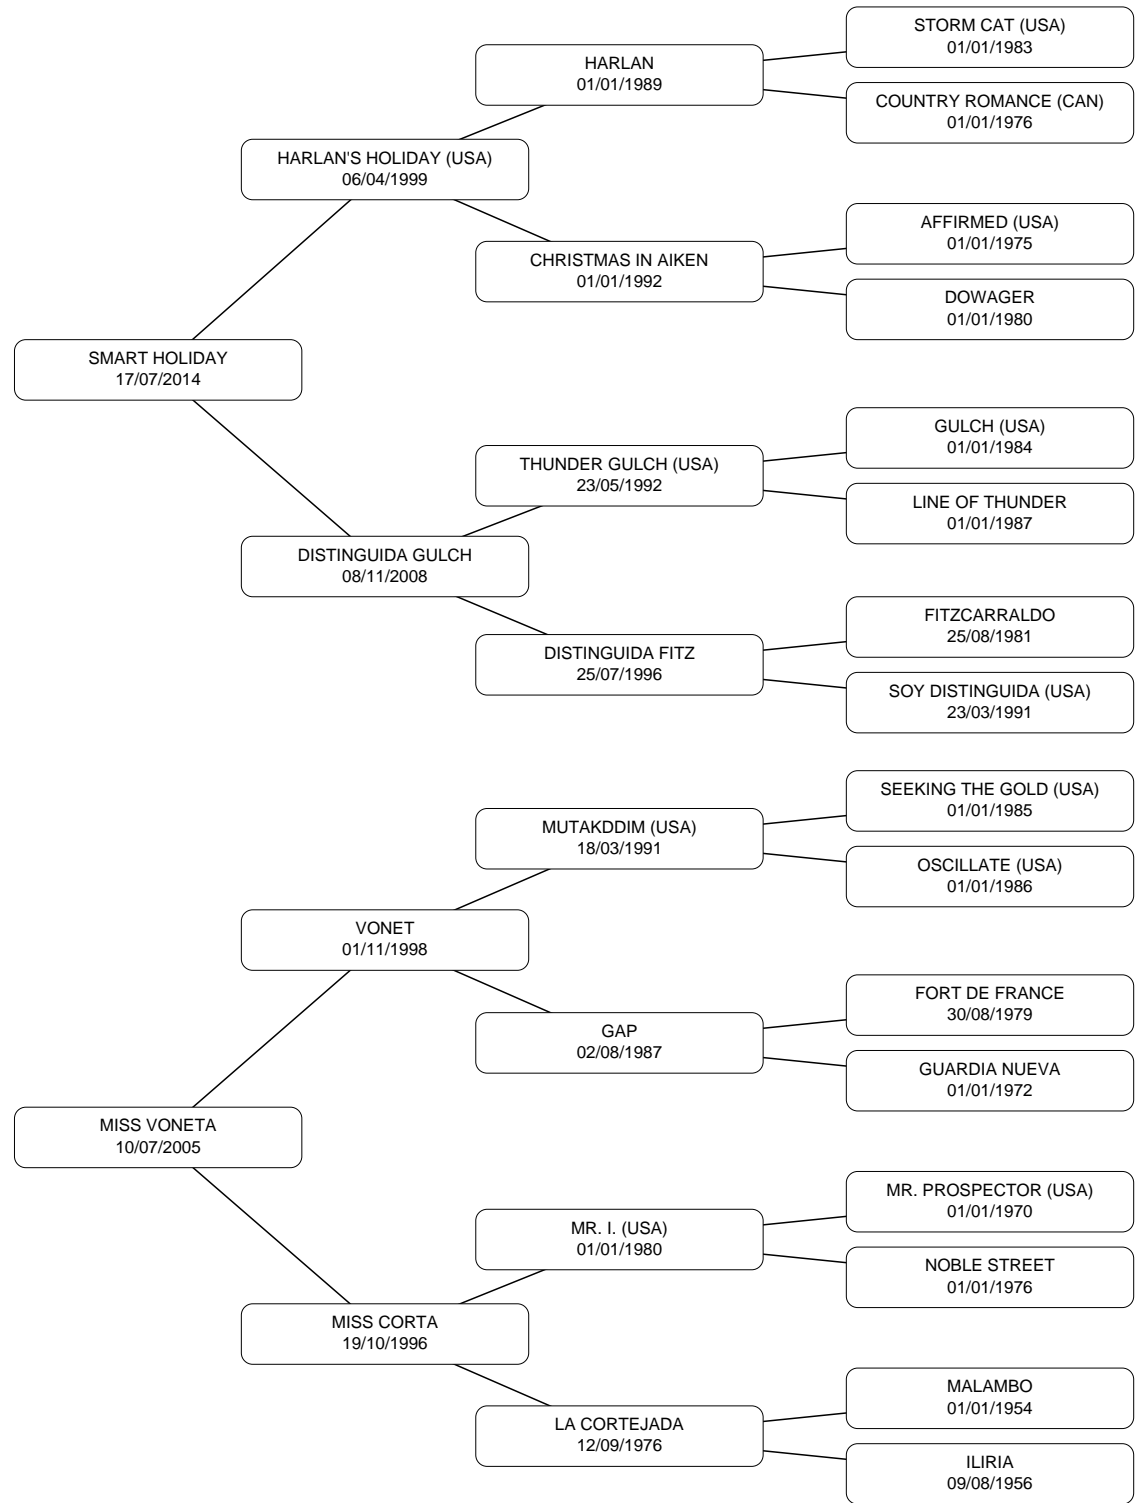 STORM CAT (USA)
01/01/1983
HARLAN
01/01/1989
COUNTRY ROMANCE (CAN)
01/01/1976
HARLAN'S HOLIDAY (USA)
06/04/1999
AFFIRMED (USA)
01/01/1975
CHRISTMAS IN AIKEN
01/01/1992
DOWAGER
01/01/1980
SMART HOLIDAY
17/07/2014
GULCH (USA)
01/01/1984
THUNDER GULCH (USA)
23/05/1992
LINE OF THUNDER
01/01/1987
DISTINGUIDA GULCH
08/11/2008
FITZCARRALDO
25/08/1981
DISTINGUIDA FITZ
25/07/1996
SOY DISTINGUIDA (USA)
23/03/1991
SEEKING THE GOLD (USA)
01/01/1985
MUTAKDDIM (USA)
18/03/1991
OSCILLATE (USA)
01/01/1986
VONET
01/11/1998
FORT DE FRANCE
30/08/1979
GAP
02/08/1987
GUARDIA NUEVA
01/01/1972
MISS VONETA
10/07/2005
MR. PROSPECTOR (USA)
01/01/1970
MR. I. (USA)
01/01/1980
NOBLE STREET
01/01/1976
MISS CORTA
19/10/1996
MALAMBO
01/01/1954
LA CORTEJADA
12/09/1976
ILIRIA
09/08/1956